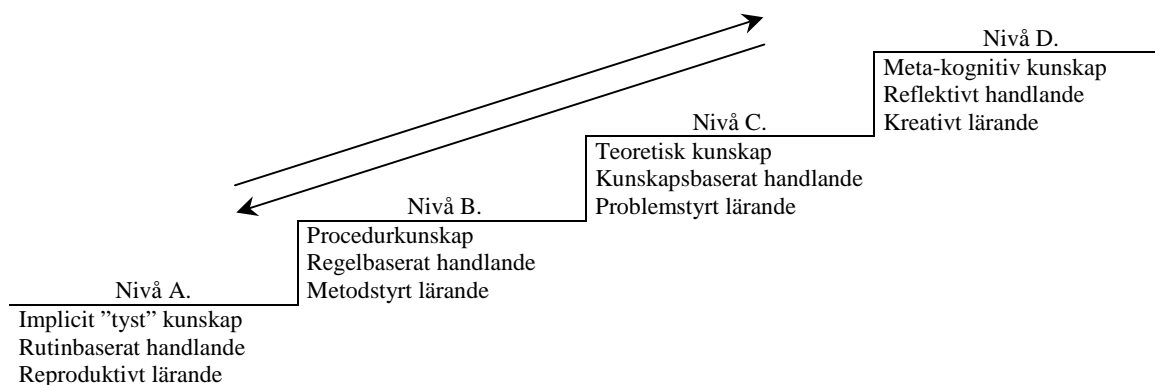 Nivå D.
Meta-kognitiv kunskap
Reflektivt handlande
Kreativt lärande
Nivå C.
Teoretisk kunskap
Kunskapsbaserat handlande
Problemstyrt lärande
Nivå B.
Procedurkunskap
Regelbaserat handlande
Metodstyrt lärande
Nivå A.
Implicit ”tyst” kunskap
Rutinbaserat handlande
Reproduktivt lärande